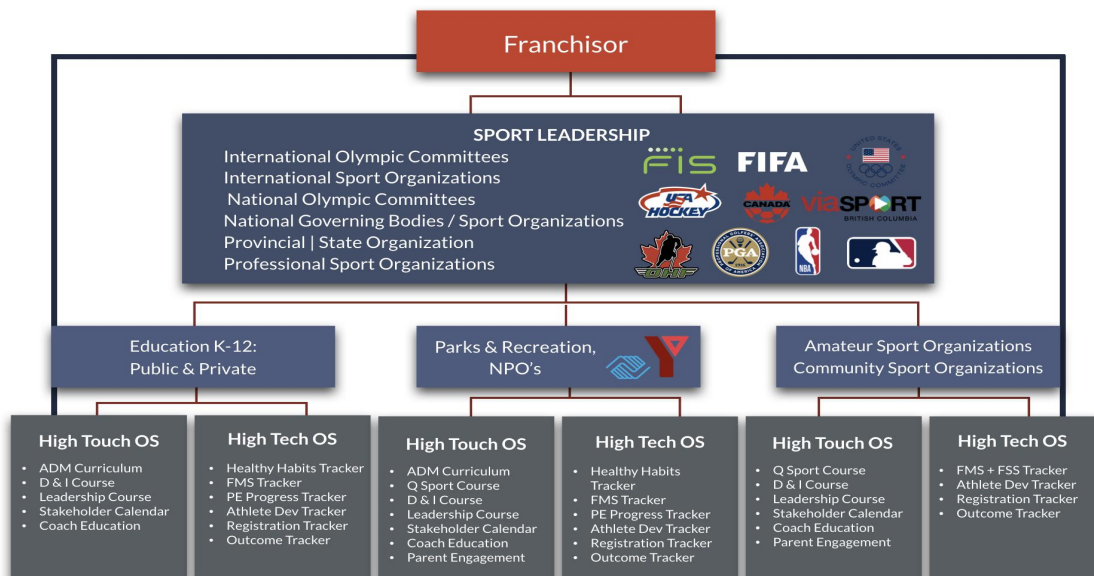 Franchisor
SPORT LEADERSHIP
International Olympic Committees
International Sport Organizations
National Olympic Committees
National Governing Bodies / Sport Organizations
Provincial | State Organization
Professional Sport Organizations
FIS
FIFA
UNITED STATES
OLYMPIC COMMITTEE
USA
HOCKEY
CANADA
viaSPORT
BRITISH COLUMBIA
OHF
PGA
NBA
Education K-12:
Public & Private
Parks & Recreation,
NPO's
Amateur Sport Organizations
Community Sport Organizations
High Touch OS
• ADM Curriculum
• D & I Course
• Leadership Course
• Stakeholder Calendar
• Coach Education
High Tech OS
• Healthy Habits Tracker
• FMS Tracker
• PE Progress Tracker
• Athlete Dev Tracker
• Registration Tracker
• Outcome Tracker
High Touch OS
• ADM Curriculum
• Q Sport Course
• D & I Course
• Leadership Course
• Stakeholder Calendar
• Coach Education
• Parent Engagement
High Tech OS
• Healthy Habits
Tracker
• FMS Tracker
• PE Progress Tracker
• Athlete Dev Tracker
• Registration Tracker
• Outcome Tracker
High Touch OS
• Q Sport Course
• D & I Course
• Leadership Course
• Stakeholder Calendar
• Coach Education
• Parent Engagement
High Tech OS
• FMS + FSS Tracker
• Athlete Dev Tracker
• Registration Tracker
• Outcome Tracker